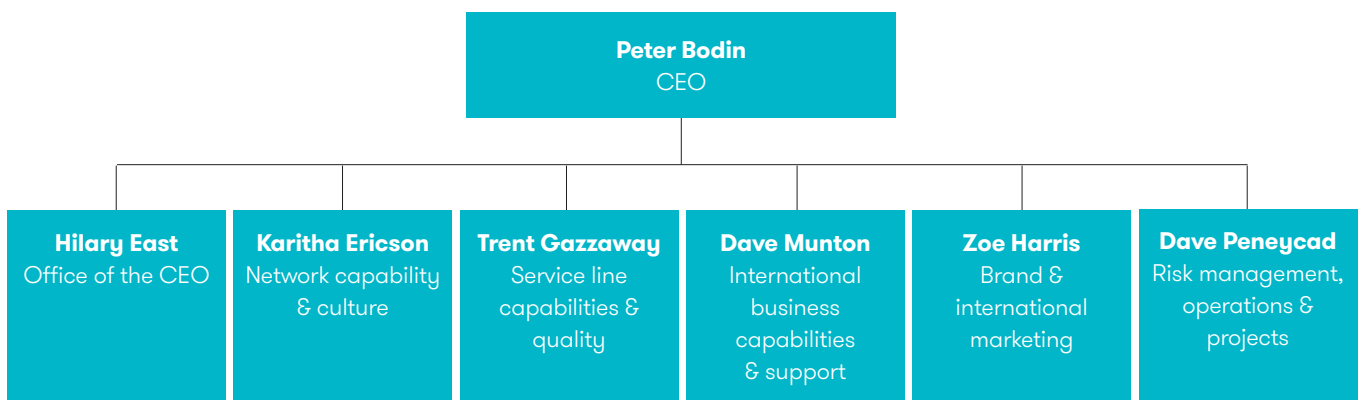 Peter Bodin
CEO
Hilary East
Office of the CEO
Karitha Ericson
Network capability
& culture
Trent Gazzaway
Service line
capabilities &
quality
Dave Munton
International
business
capabilities
& support
Zoe Harris
Brand &
international
marketing
Dave Peneycad
Risk management,
operations &
projects